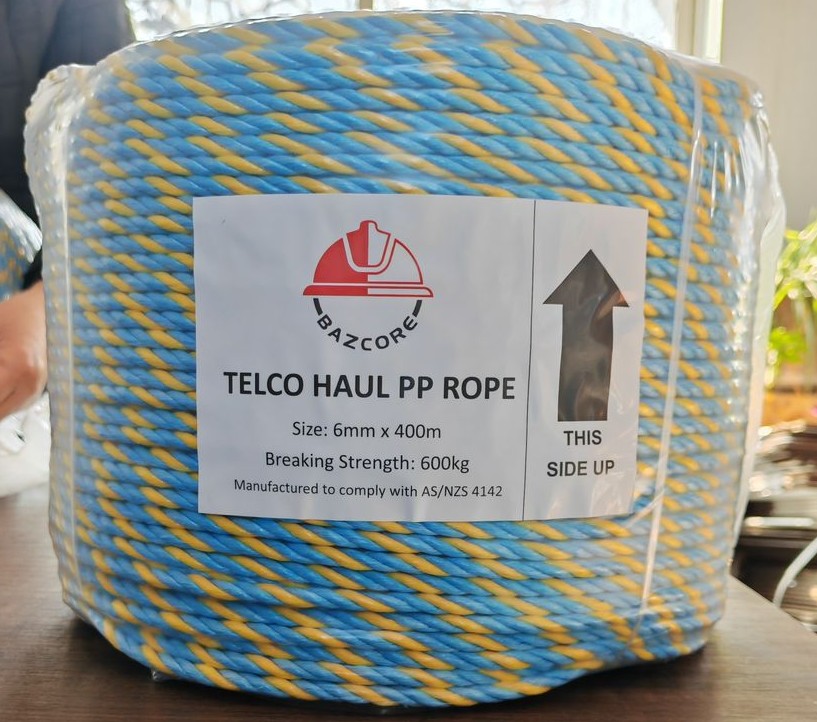 BAZCORE
TELCO HAUL PP ROPE
Size: 6mm x 400m
Breaking Strength: 600kg
Manufactured to comply with AS/NZS 4142
THIS
SIDE UP